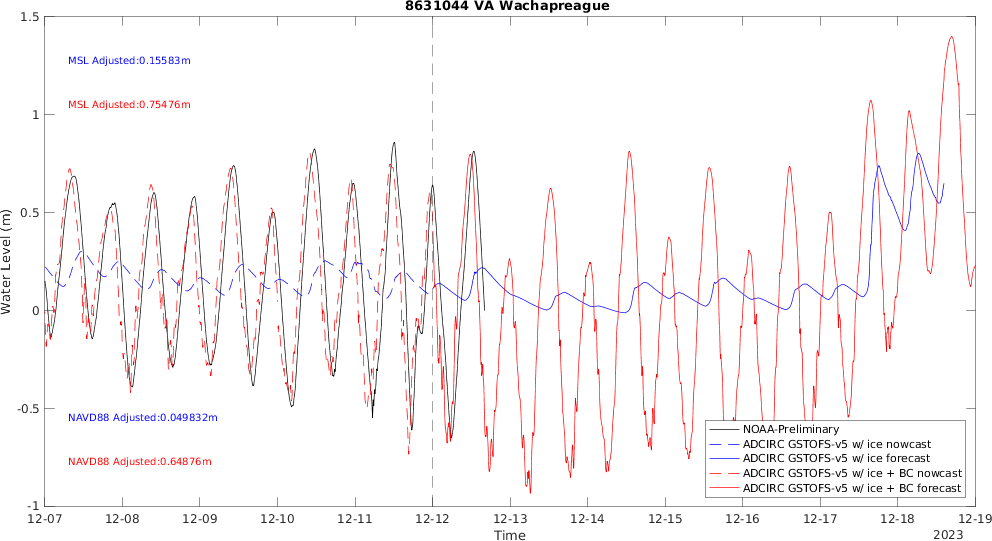 8631044 VA Wachapreague
MSL Adjusted:0.15583m
MSL Adjusted:0.75476m
NAVD88 Adjusted:0.049832m
NAVD88 Adjusted:0.64876m
Water Level (m)
1.5
1
0.5
0
-0.5
-1
NOAA-Preliminary
ADCIRC GSTOFS-v5 w/ ice nowcast
ADCIRC GSTOFS-v5 w/ ice forecast
ADCIRC GSTOFS-v5 w/ ice + BC nowcast
ADCIRC GSTOFS-v5 w/ ice + BC forecast
12-07 12-08 12-09 12-10 12-11 12-12 12-13 12-14 12-15 12-16 12-17 12-18 12-19
Time
2023